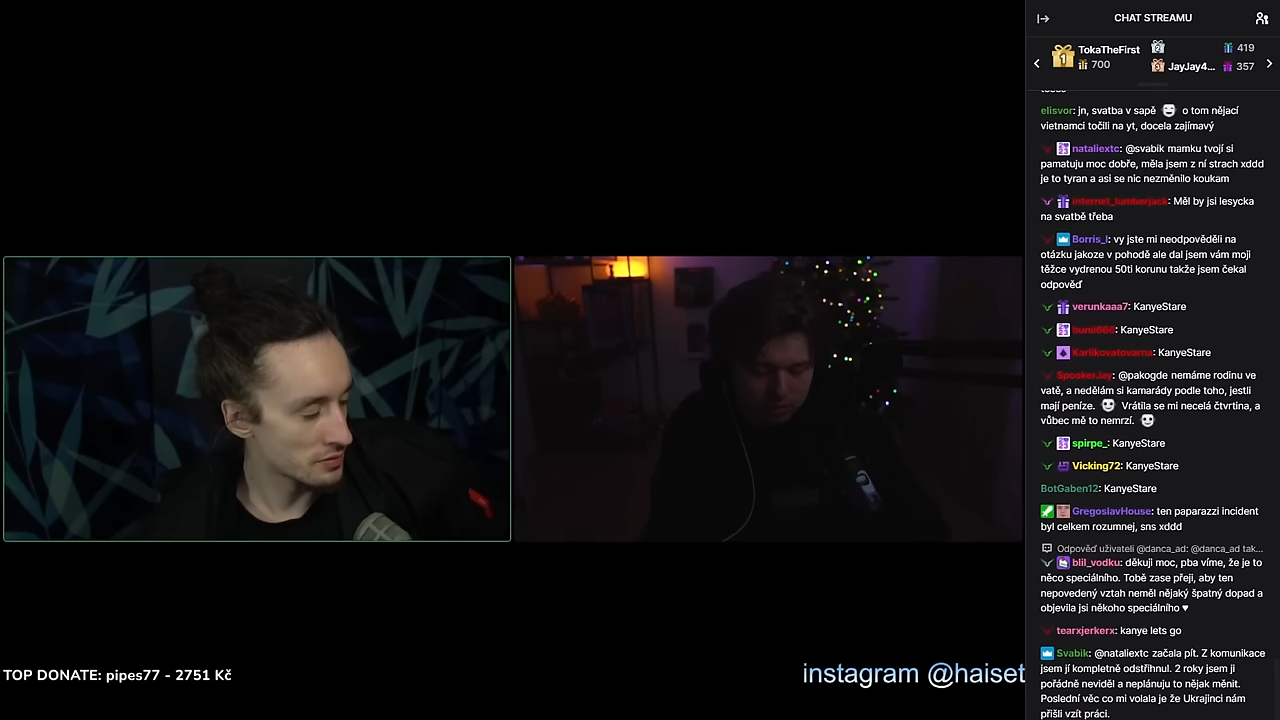 CHAT STREAMU
TokaTheFirst
700
419
JayJay4...
357
elisvor: jn, svatba v sapě o tom nějací
vietnamci točili na yt, docela zajímavý
nataliextc: @svabik mamku tvojí si
pamatuju moc dobře, měla jsem z ní strach xddd
je to tyran a asi se nic nezměnilo koukam
internet_lumberjack: Měl by jsi lesycka
na svatbě třeba
Borris_i: vy jste mi neodpověděli na
otázku jakoze v pohodě ale dal jsem vám moji
těžce vydrenou 50ti korunu takže jsem čekal
odpověď
verunkaaa7: KanyeStare
hunii666: KanyeStare
Karlikovatovarna: KanyeStare
SpookerJay: @pakogde nemáme rodinu ve
vatě, a nedělám si kamarády podle toho, jestli
mají peníze. Vrátila se mi necelá čtvrtina, a
vůbec mě to nemrzí.
spirpe_: KanyeStare
Vicking72: KanyeStare
BotGaben12: KanyeStare
GregoslavHouse: ten paparazzi incident
byl celkem rozumnej, sns xddd
Odpověď uživateli @danca_ad: @danca_ad tak...
blil_vodku: děkuji moc, pba víme, že je to
něco speciálního. Tobě zase přeji, aby ten
nepovedený vztah neměl nějaký špatný dopad a
objevila jsi někoho speciálního ♥
tearxjerkerx: kanye lets go
Svabik: @nataliextc začala pít. Z komunikace
jsem jí kompletně odstřihnul. 2 roky jsem ji
pořádně neviděl a neplánuju to nějak měnit.
Poslední věc co mi volala je že Ukrajinci nám
přišli vzít práci.
TOP DONATE: pipes77 - 2751 Kč
instagram @haiset